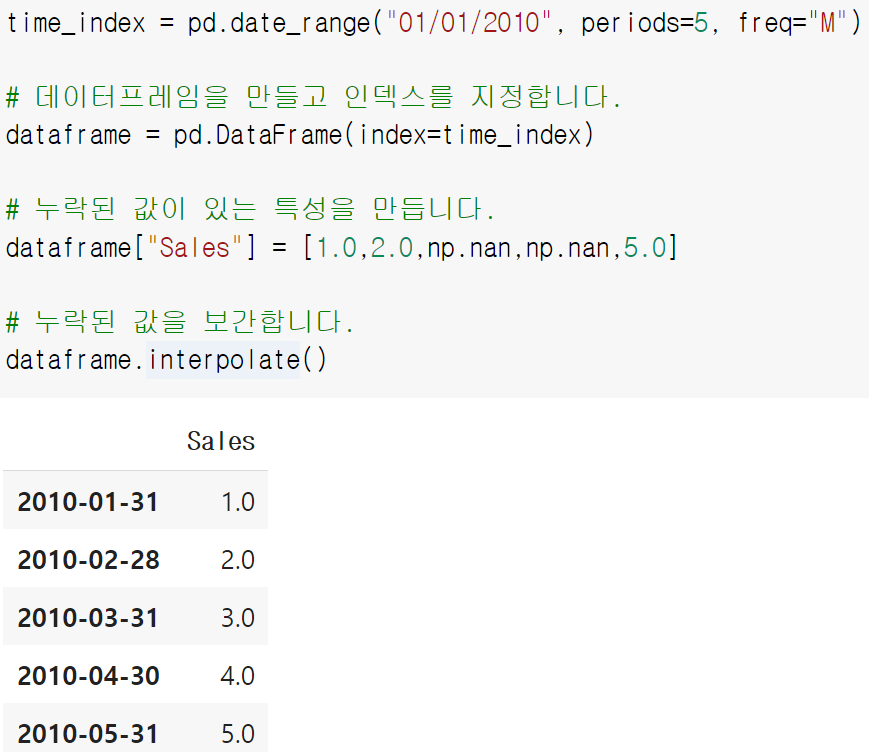 time_index = pd.date_range("01/01/2010", periods=5, freq="M")
# 데이터프레임을 만들고 인덱스를 지정합니다.
dataframe = pd.DataFrame(index=time_index)
# 누락된 값이 있는 특성을 만듭니다.
dataframe["Sales"] = [1.0,2.0,np.nan,np.nan,5.0]
# 누락된 값을 보간합니다.
dataframe.interpolate()
Sales
2010-01-31 1.0
2010-02-28 2.0
2010-03-31 3.0
2010-04-30 4.0
2010-05-31 5.0